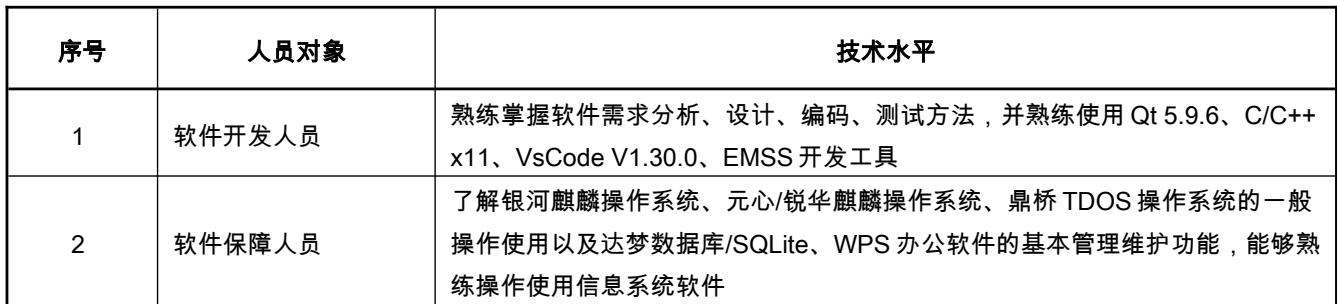 序号 人员对象 技术水平
1 软件开发人员 熟练掌握软件需求分析、设计、编码、测试方法，并熟练使用 Qt 5.9.6、C/C++
x11、VsCode V1.30.0、EMSS 开发工具
2 软件保障人员 了解银河麒麟操作系统、元心/锐华麒麟操作系统、鼎桥 TDOS 操作系统的一般
操作使用以及达梦数据库/SQLite、WPS 办公软件的基本管理维护功能，能够熟
练操作使用信息系统软件